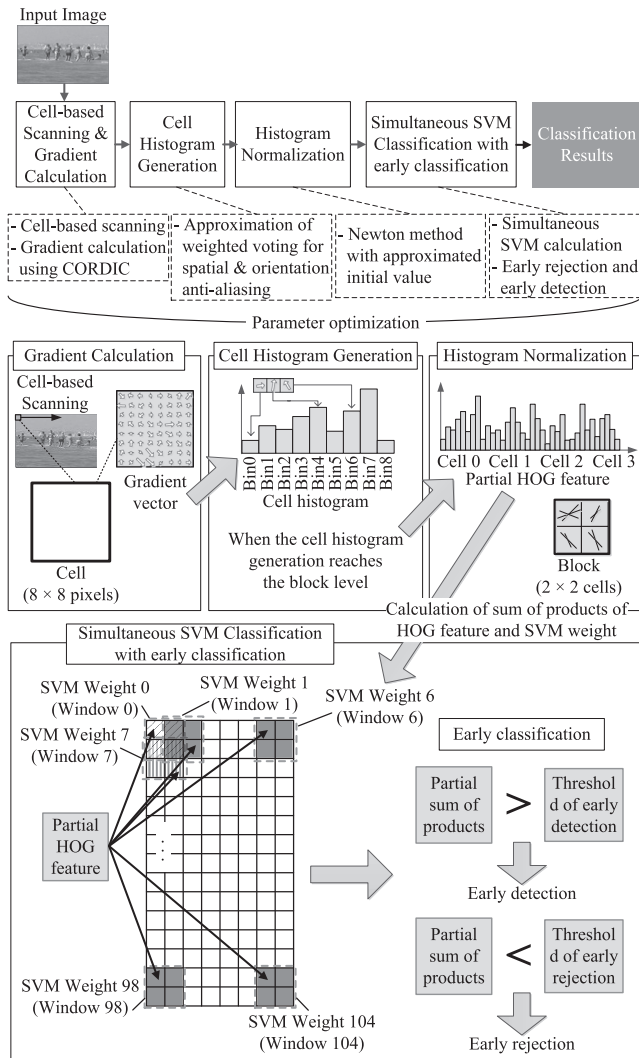 Input Image
Cell-based
Scanning &
Gradient
Calculation
Cell
Histogram
Generation
Histogram
Normalization
Simultaneous SVM
Classification with
early classification
Classification
Results
- Cell-based scanning
- Gradient calculation
using CORDIC
- Approximation of
weighted voting for
spatial & orientation
anti-aliasing
- Newton method
with approximated
initial value
- Simultaneous
SVM calculation
- Early rejection and
early detection
Parameter optimization
Gradient Calculation
Cell-based
Scanning
Gradient
vector
Cell
(8 × 8 pixels)
Cell Histogram Generation
Bin0
Bin1
Bin2
Bin3
Bin4
Bin5
Bin6
Bin7
Bin8
Cell histogram
When the cell histogram
generation reaches
the block level
Histogram Normalization
Cell 0 Cell 1 Cell 2 Cell 3
Partial HOG feature
Block
(2 × 2 cells)
Calculation of sum of products of
HOG feature and SVM weight
Simultaneous SVM Classification
with early classification
SVM Weight 0
(Window 0)
SVM Weight 1
(Window 1)
SVM Weight 6
(Window 6)
SVM Weight 7
(Window 7)
Partial
HOG
feature
SVM Weight 98
(Window 98)
SVM Weight 104
(Window 104)
Early classification
Partial
sum of
products
>
Threshol
d of early
detection
Early detection
Partial
sum of
products
<
Threshol
d of early
rejection
Early rejection